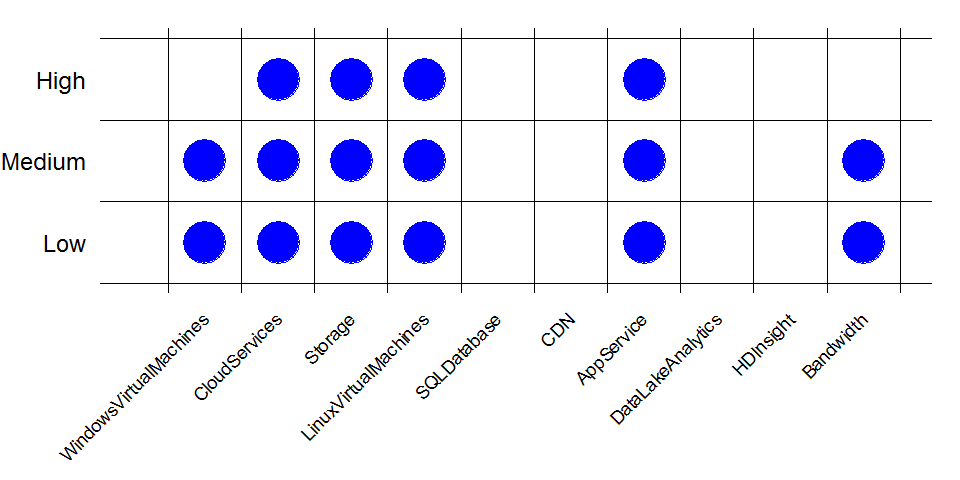 High
Medium
Low
WindowsVirtualMachines
CloudServices
Storage
LinuxVirtualMachines
SQLDatabase
CDN
AppService
DataLakeAnalytics
HDInsight
Bandwidth